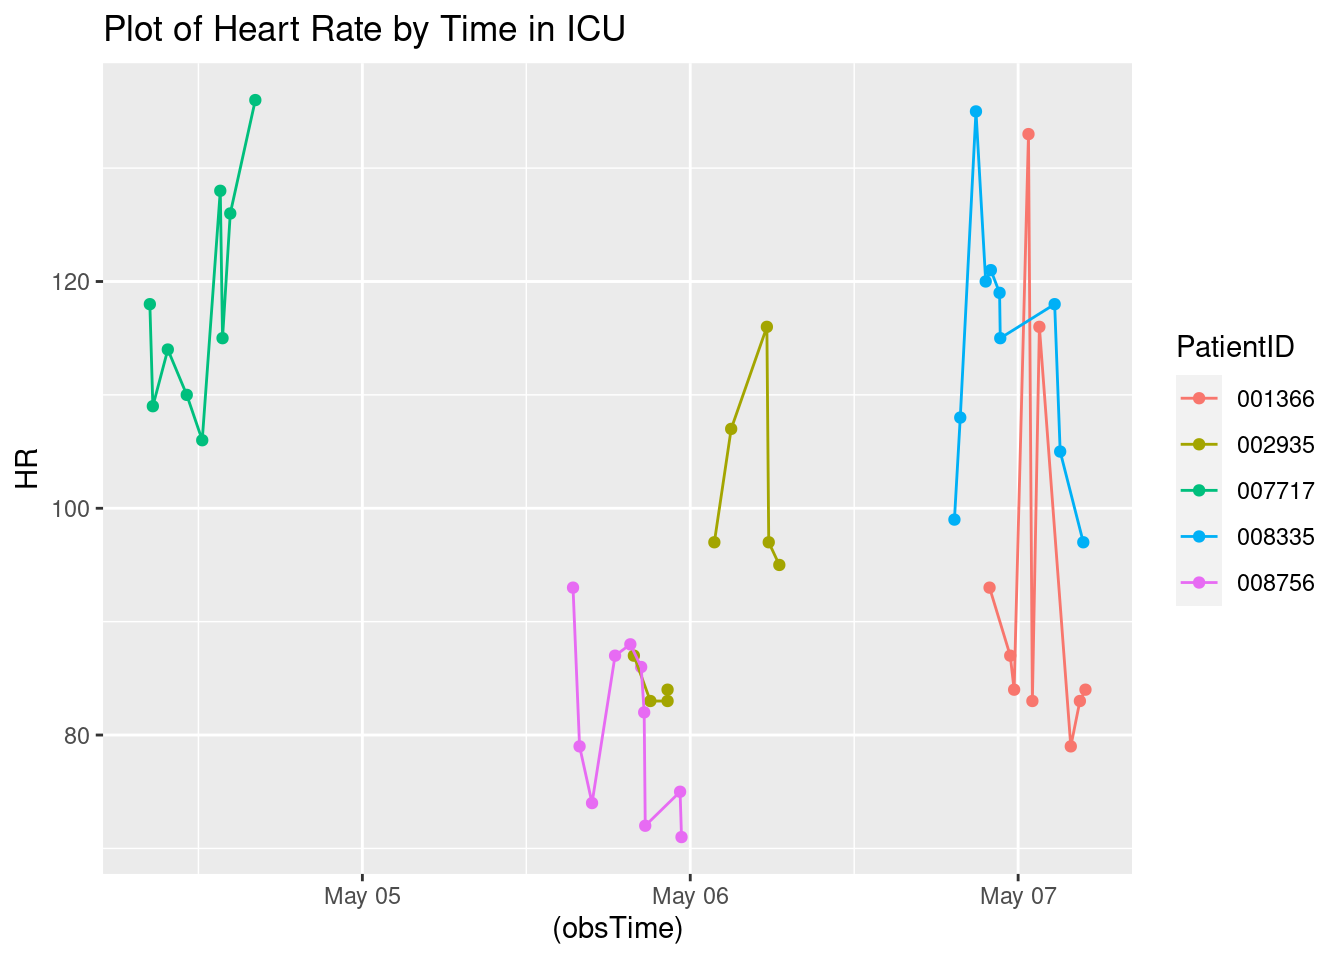 Plot of Heart Rate by Time in ICU
HR
120
100
80
May 05
May 06
May 07
(obsTime)
PatientID
001366
002935
007717
008335
008756